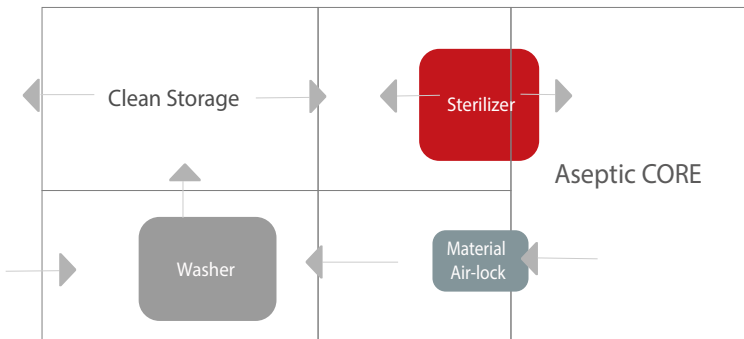 Clean Storage
Sterilizer
Aseptic CORE
Washer
Material
Air-lock